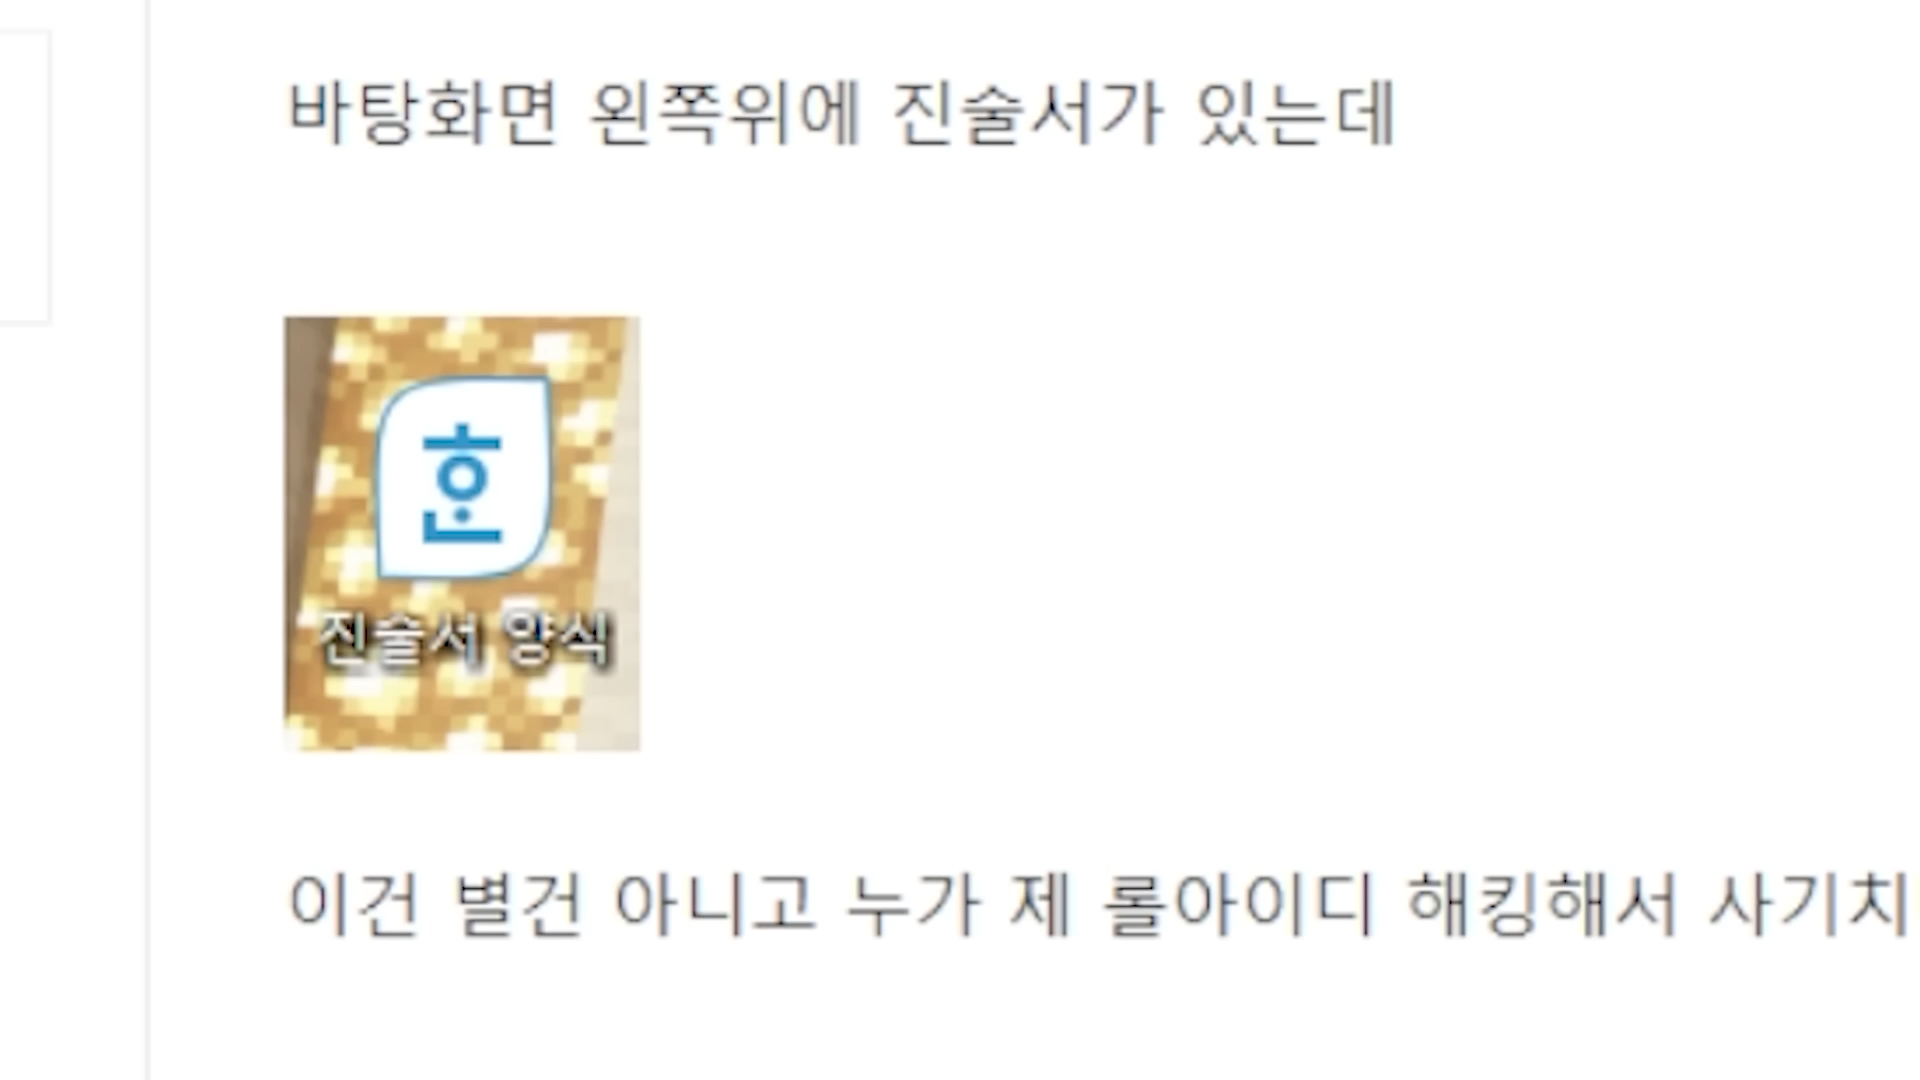 바탕화면 왼쪽위에 진술서가 있는데
한
진술서 양식
이건 별건 아니고 누가 제 롤아이디 해킹해서 사기치